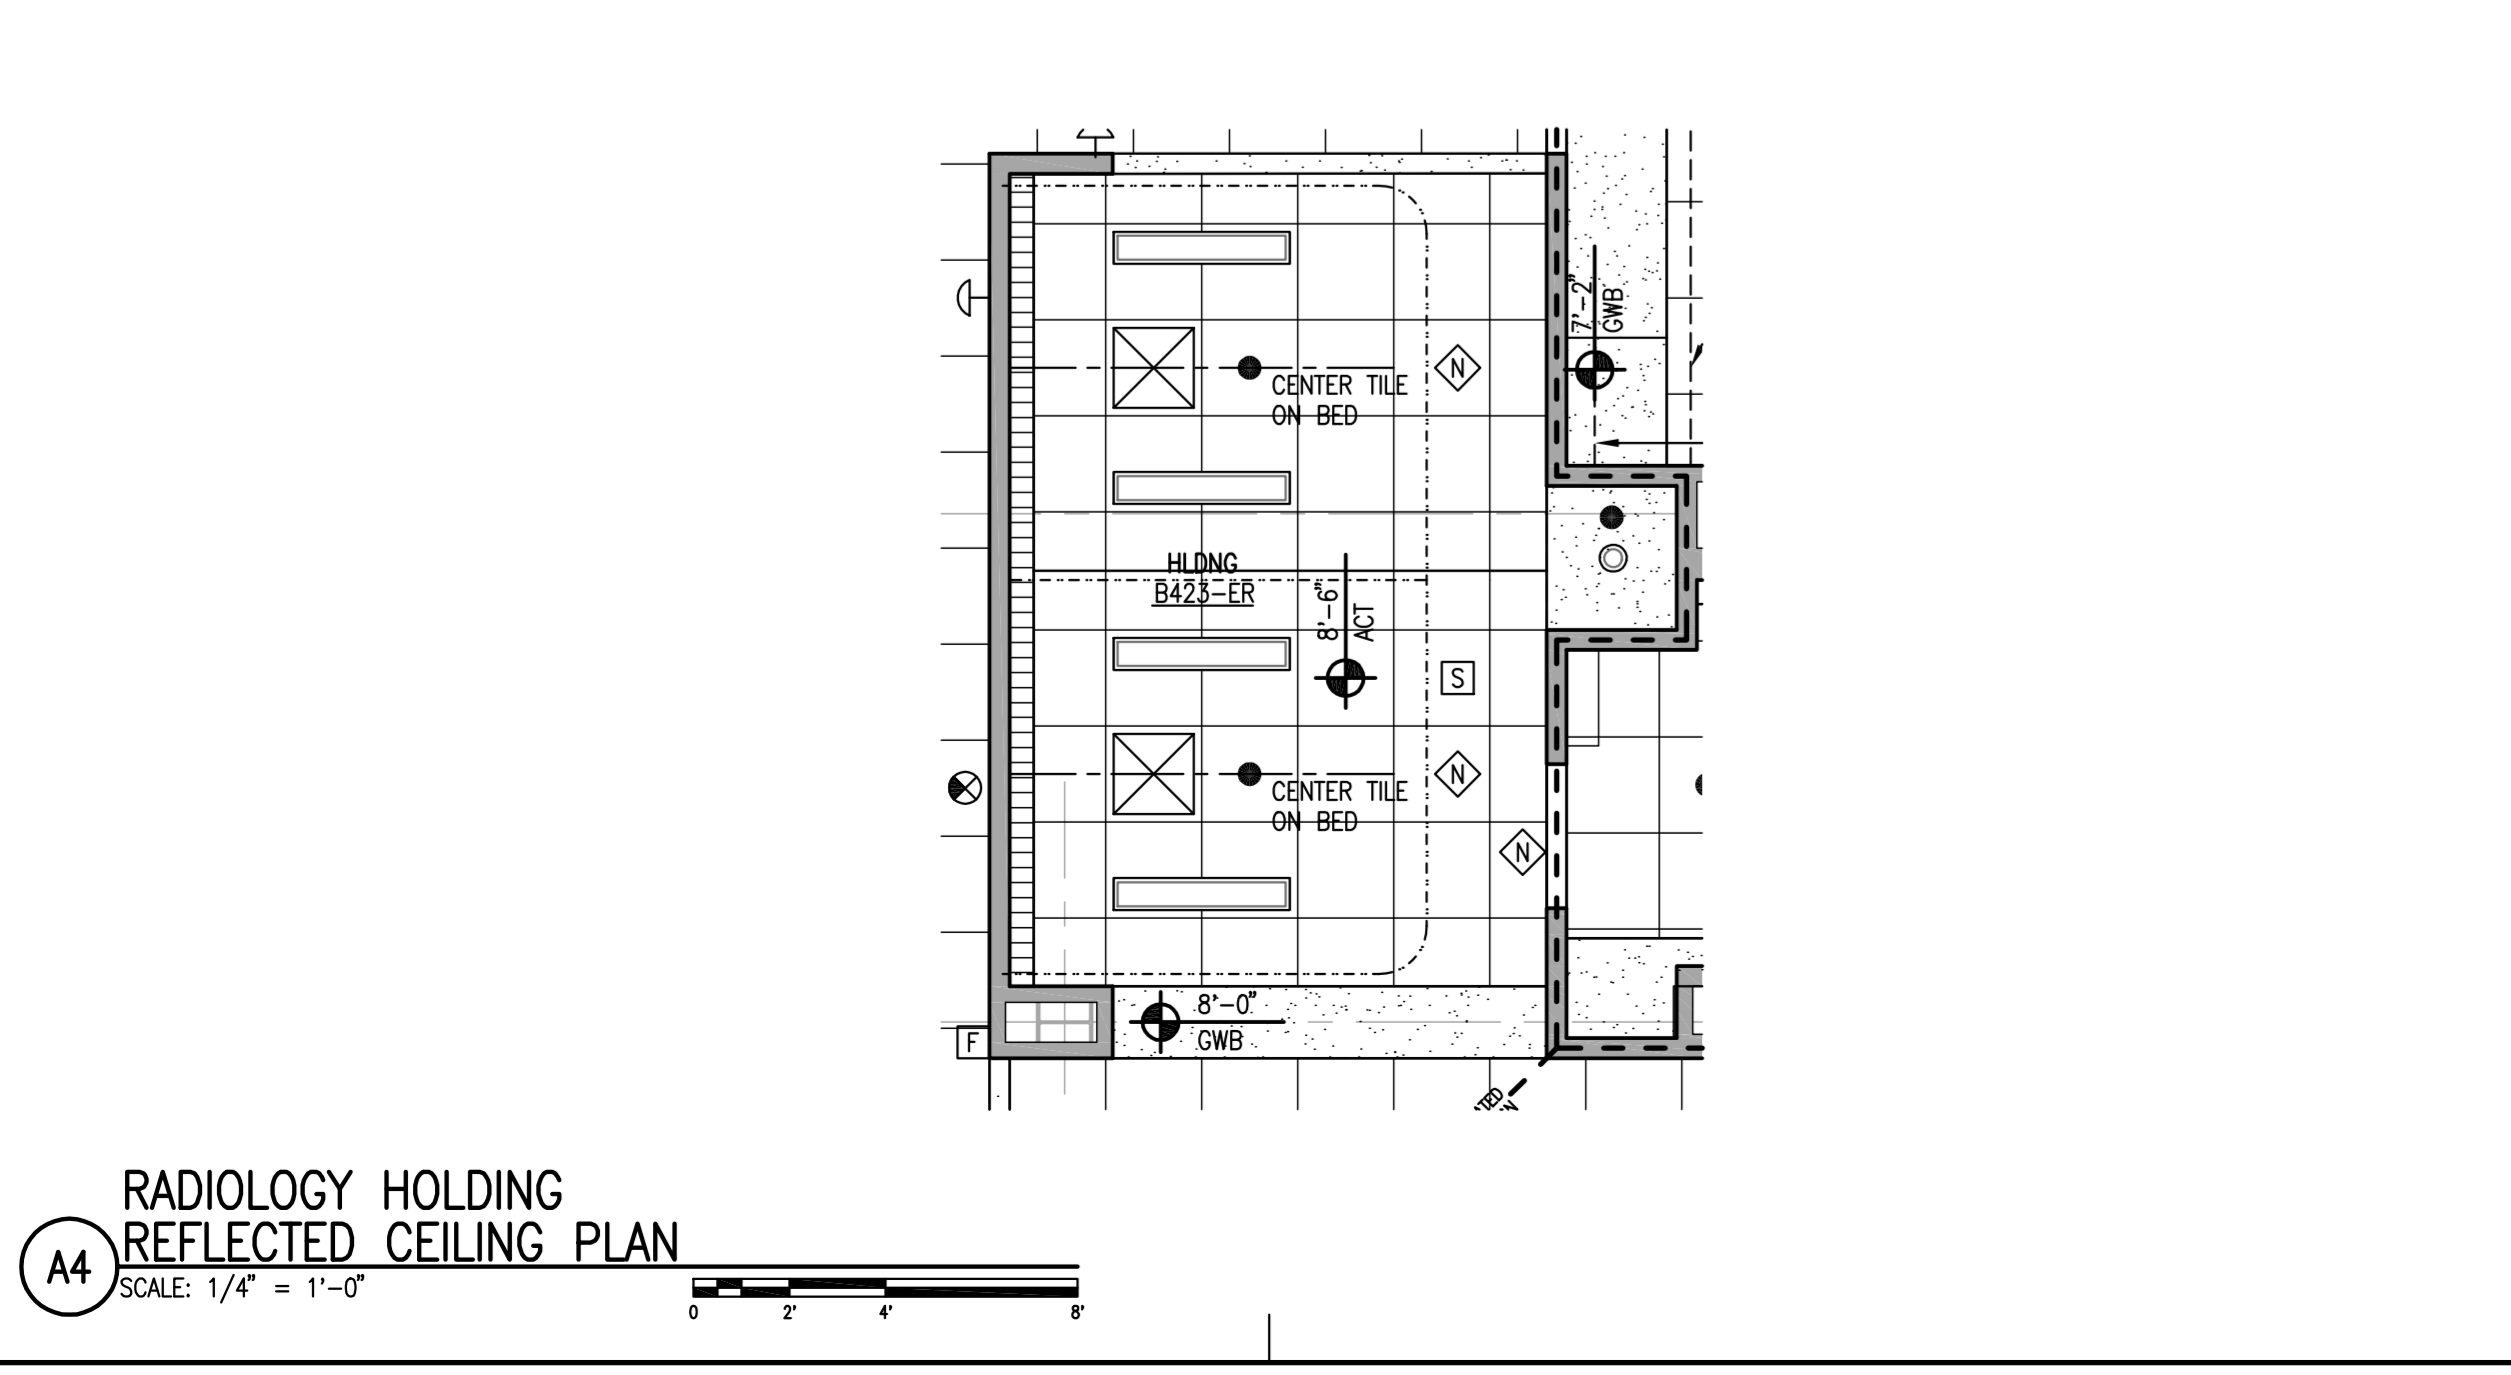 7'-2"
GWB
N
CENTER TILE
ON BED
HLDNG
B423-ER
8'-6"
ACT
S
N
CENTER TILE
ON BED
N
8'-0"
GWB
F
RADIOLOGY HOLDING
REFLECTED CEILING PLAN
A4
SCALE: 1/4" = 1'-0"
0 2' 4' 8'